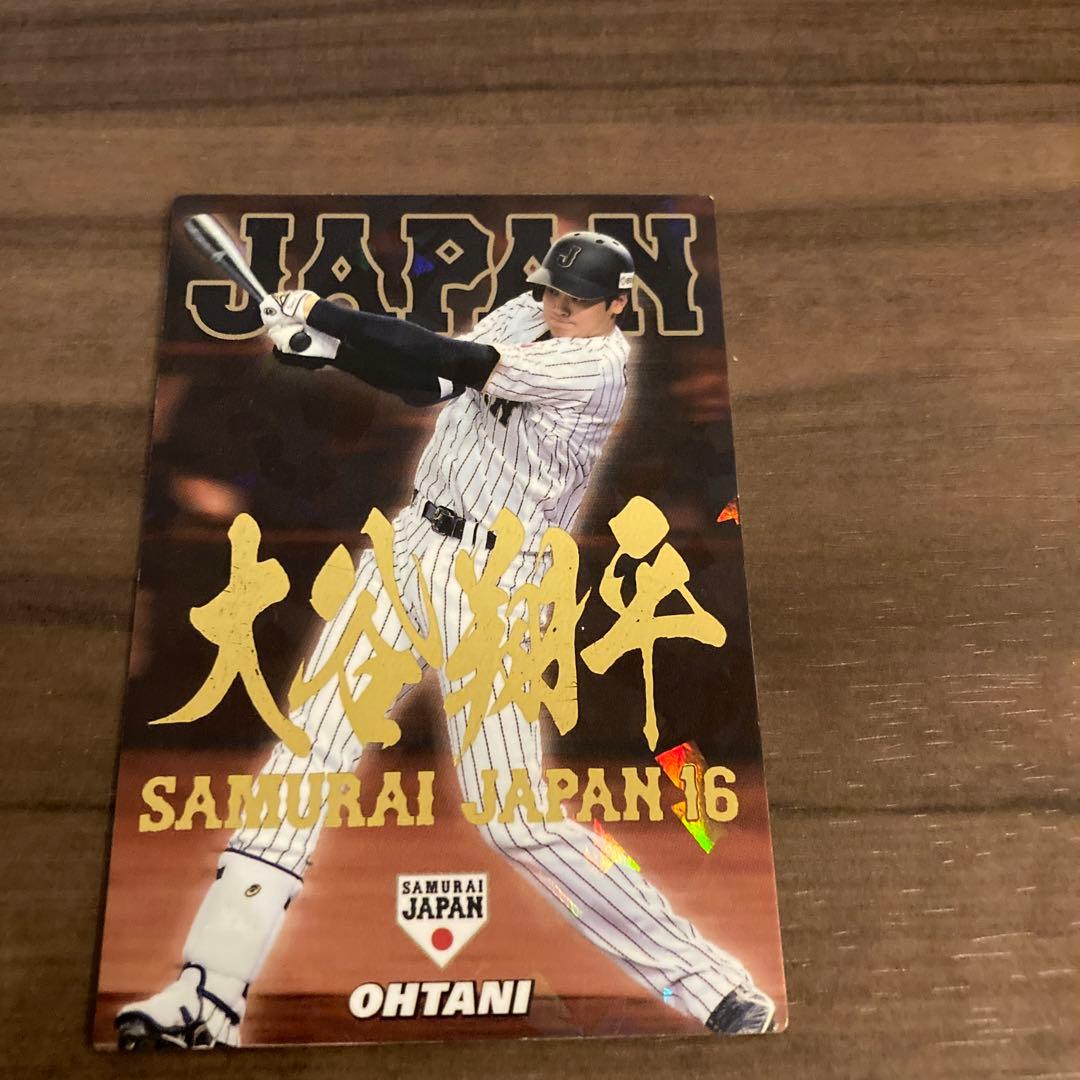 JAPAN
J
大谷翔平
SAMURAI JAPAN 16
SAMURAI
JAPAN
OHTANI